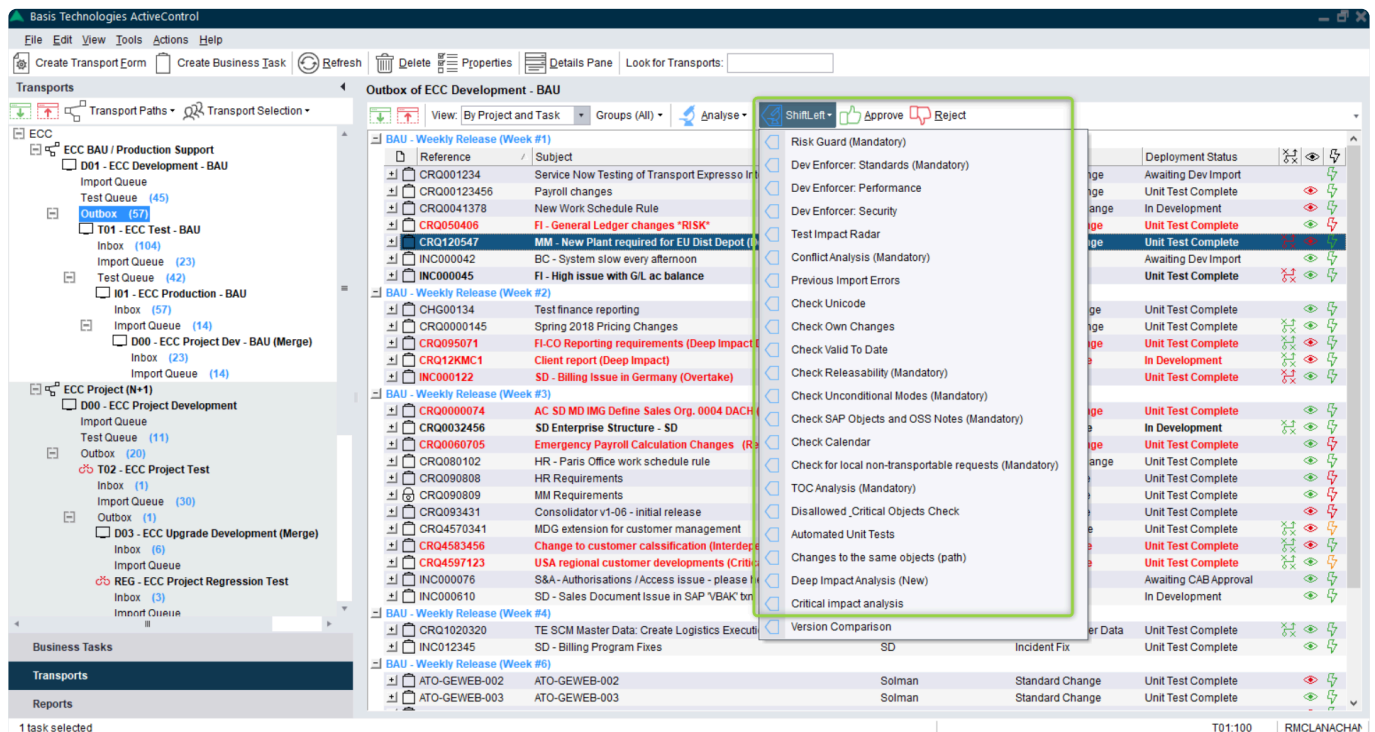 Basis Technologies ActiveControl
File Edit View Tools Actions Help
Create Transport Form Create Business Task Refresh Delete Properties Details Pane Look for Transports:
Transports
Transport Paths Transport Selection
ECC
ECC BAU / Production Support
D01 - ECC Development - BAU
Import Queue
Test Queue (45)
Outbox (57)
T01 - ECC Test - BAU
Inbox (104)
Import Queue (23)
Test Queue (42)
I01 - ECC Production - BAU
Inbox (57)
Import Queue (14)
D00 - ECC Project Dev - BAU (Merge)
Inbox (23)
Import Queue (14)
ECC Project (N+1)
D00 - ECC Project Development
Import Queue
Test Queue (11)
Outbox (20)
T02 - ECC Project Test
Inbox (1)
Import Queue (30)
Outbox (1)
D03 - ECC Upgrade Development (Merge)
Inbox (6)
Import Queue
REG - ECC Project Regression Test
Inbox (3)
Import Queue
Business Tasks
Transports
Reports
Outbox of ECC Development - BAU
View: By Project and Task Groups (All) Analyse ShiftLeft Approve Reject
BAU - Weekly Release (Week #1)
Reference Subject Deployment Status
CRQ001234 Service Now Testing of Transport Expresso Int nge Awaiting Dev Import
CRQ00123456 Payroll changes nge Unit Test Complete
CRQ0041378 New Work Schedule Rule ange In Development
CRQ050406 FI - General Ledger changes *RISK* nge Unit Test Complete
CRQ120547 MM - New Plant required for EU Dist Depot nge Unit Test Complete
INC000042 BC - System slow every afternoon Awaiting Dev Import
INC000045 FI - High issue with G/L ac balance Unit Test Complete
BAU - Weekly Release (Week #2)
CHG00134 Test finance reporting ge Unit Test Complete
CRQ0000145 Spring 2018 Pricing Changes nge Unit Test Complete
CRQ095071 FI-CO Reporting requirements (Deep Impact nge Unit Test Complete
CRQ12KMC1 Client report (Deep Impact) e In Development
INC000122 SD - Billing Issue in Germany (Overtake) Unit Test Complete
BAU - Weekly Release (Week #3)
CRQ0000074 AC SD MD IMG Define Sales Org. 0004 DACH nge Unit Test Complete
CRQ0032456 SD Enterprise Structure - SD e In Development
CRQ0060705 Emergency Payroll Calculation Changes (Re nge Unit Test Complete
CRQ080102 HR - Paris Office work schedule rule ange Unit Test Complete
CRQ090808 HR Requirements Unit Test Complete
CRQ090809 MM Requirements Unit Test Complete
CRQ093431 Consolidator v1-06 - initial release Unit Test Complete
CRQ4570341 MDG extension for customer management e Unit Test Complete
CRQ4583456 Change to customer calssification (Interdepe e Unit Test Complete
CRQ4597123 USA regional customer developments (Critic e Unit Test Complete
INC000076 S&A - Authorisations / Access issue - please Awaiting CAB Approval
INC000610 SD - Sales Document Issue in SAP 'VBAK' txn In Development
BAU - Weekly Release (Week #4)
CRQ1020320 TE SCM Master Data: Create Logistics Executi er Data Unit Test Complete
INC012345 SD - Billing Program Fixes SD Incident Fix Unit Test Complete
BAU - Weekly Release (Week #6)
ATO-GEWEB-002 ATO-GEWEB-002 Solman Standard Change Unit Test Complete
ATO-GEWEB-003 ATO-GEWEB-003 Solman Standard Change Unit Test Complete
Risk Guard (Mandatory)
Dev Enforcer: Standards (Mandatory)
Dev Enforcer: Performance
Dev Enforcer: Security
Test Impact Radar
Conflict Analysis (Mandatory)
Previous Import Errors
Check Unicode
Check Own Changes
Check Valid To Date
Check Releasability (Mandatory)
Check Unconditional Modes (Mandatory)
Check SAP Objects and OSS Notes (Mandatory)
Check Calendar
Check for local non-transportable requests (Mandatory)
TOC Analysis (Mandatory)
Disallowed_Critical Objects Check
Automated Unit Tests
Changes to the same objects (path)
Deep Impact Analysis (New)
Critical impact analysis
Version Comparison
1 task selected T01:100 RMCLANACHAN